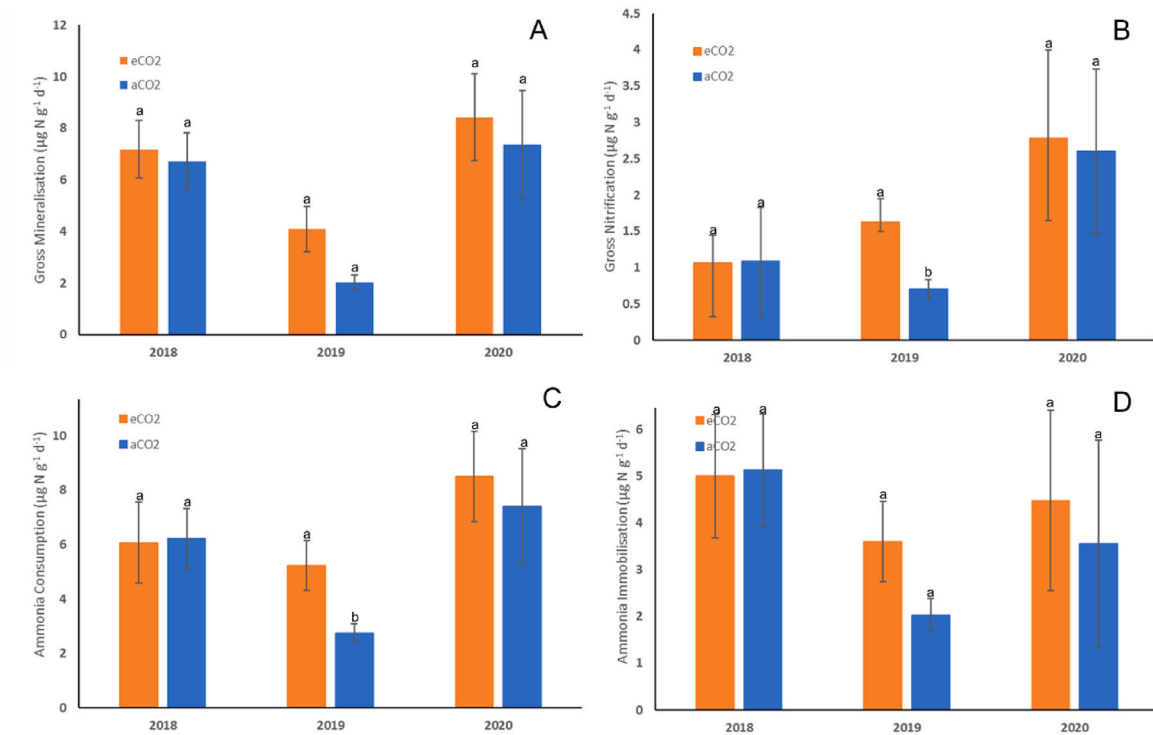 A
eCO2
aCO2
Gross Mineralisation (µg N g⁻¹ d⁻¹)
12
10
8
6
4
2
0
a
a
a
a
a
a
2018
2019
2020
B
eCO2
aCO2
Gross Nitrification (µg N g⁻¹ d⁻¹)
4.5
4
3.5
3
2.5
2
1.5
1
0.5
0
a
a
a
b
a
a
2018
2019
2020
C
eCO2
aCO2
Ammonia Consumption (µg N g⁻¹ d⁻¹)
10
8
6
4
2
0
a
a
a
b
a
a
2018
2019
2020
D
eCO2
aCO2
Ammonia Immobilisation (µg N g⁻¹ d⁻¹)
6
5
4
3
2
1
0
a
a
a
a
a
a
2018
2019
2020